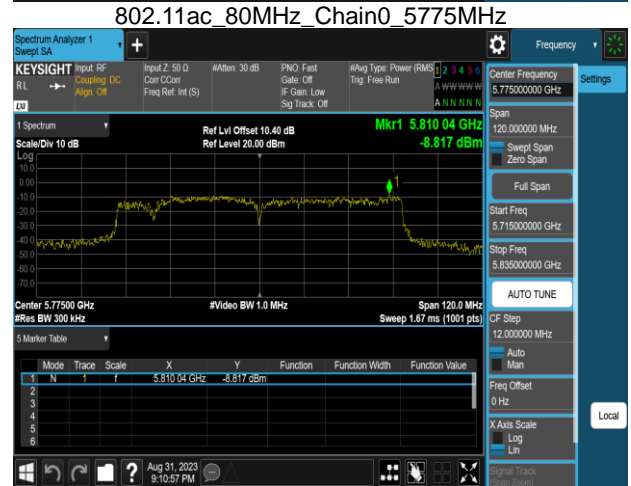 802.11ac_80MHz_Chain0_5775MHz
Spectrum Analyzer 1
Swept SA
+
Frequency
KEYSIGHT
RL
LXI
Input: RF
Coupling: DC
Align: Off
Input Z: 50 Ω
Corr CCorr
Freq Ref: Int (S)
#Atten: 30 dB
PNO: Fast
Gate: Off
IF Gain: Low
Sig Track: Off
#Avg Type: Power (RMS
Trig: Free Run
1 2 3 4 5 6
A W W W W W
A N N N N N
Center Frequency
5.775000000 GHz
Settings
Span
120.000000 MHz
Swept Span
Zero Span
Full Span
Start Freq
5.715000000 GHz
Stop Freq
5.835000000 GHz
AUTO TUNE
CF Step
12.000000 MHz
Auto
Man
Freq Offset
0 Hz
X Axis Scale
Log
Lin
Signal Track
(Span Zoom)
Local
1 Spectrum
Scale/Div 10 dB
Log
Ref Lvl Offset 10.40 dB
Ref Level 20.00 dBm
Mkr1 5.810 04 GHz
-8.817 dBm
1
10.0
0.00
-10.0
-20.0
-30.0
-40.0
-50.0
-60.0
-70.0
Center 5.77500 GHz
#Res BW 300 kHz
#Video BW 1.0 MHz
Span 120.0 MHz
Sweep 1.67 ms (1001 pts)
5 Marker Table
Mode Trace Scale X Y Function Function Width Function Value
1 N 1 f 5.810 04 GHz -8.817 dBm
2
3
4
5
6
?
Aug 31, 2023
9:10:57 PM